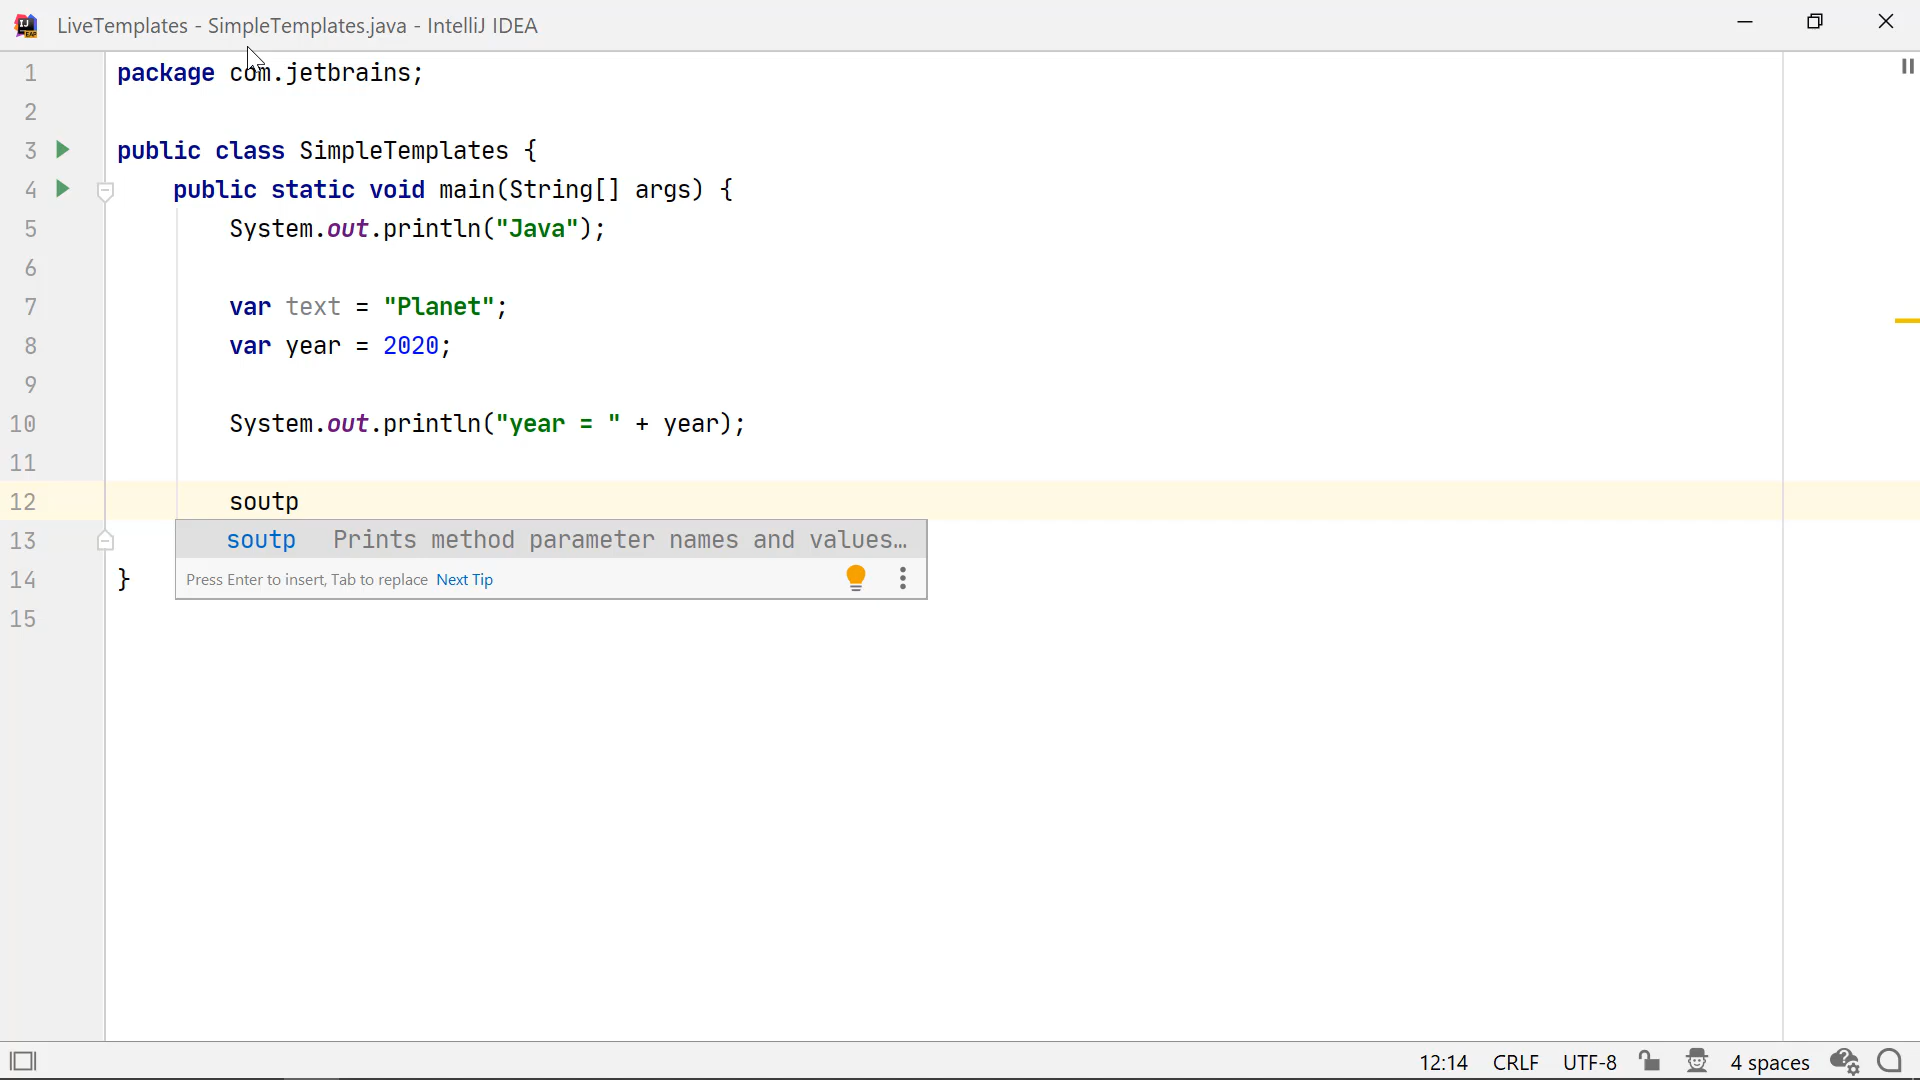 LiveTemplates - SimpleTemplates.java - IntelliJ IDEA
1 package com.jetbrains;
2
3 public class SimpleTemplates {
4 public static void main(String[] args) {
5 System.out.println("Java");
6
7 var text = "Planet";
8 var year = 2020;
9
10 System.out.println("year = " + year);
11
12 soutp
13 soutp Prints method parameter names and values…
14 } Press Enter to insert, Tab to replace Next Tip
15
12:14 CRLF UTF-8 4 spaces